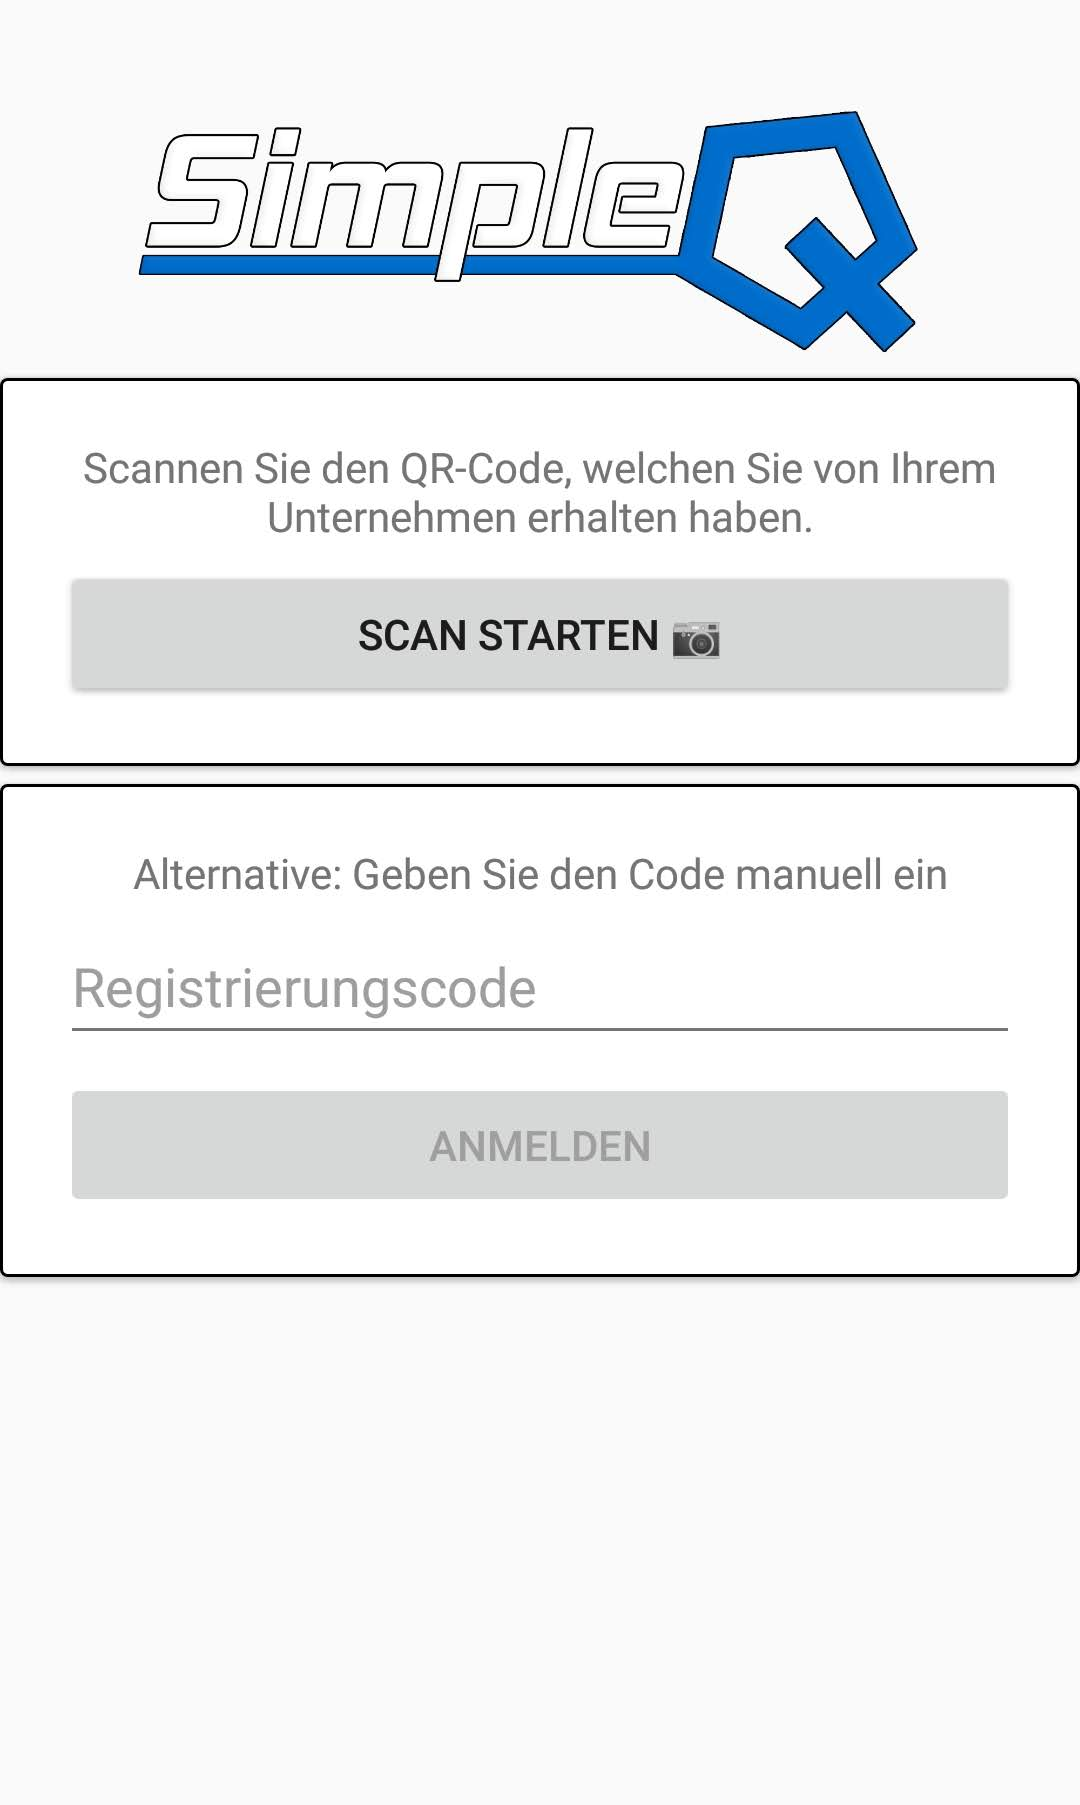 SimpleQ
Scannen Sie den QR-Code, welchen Sie von Ihrem
Unternehmen erhalten haben.
SCAN STARTEN 📷
Alternative: Geben Sie den Code manuell ein
Registrierungscode
ANMELDEN